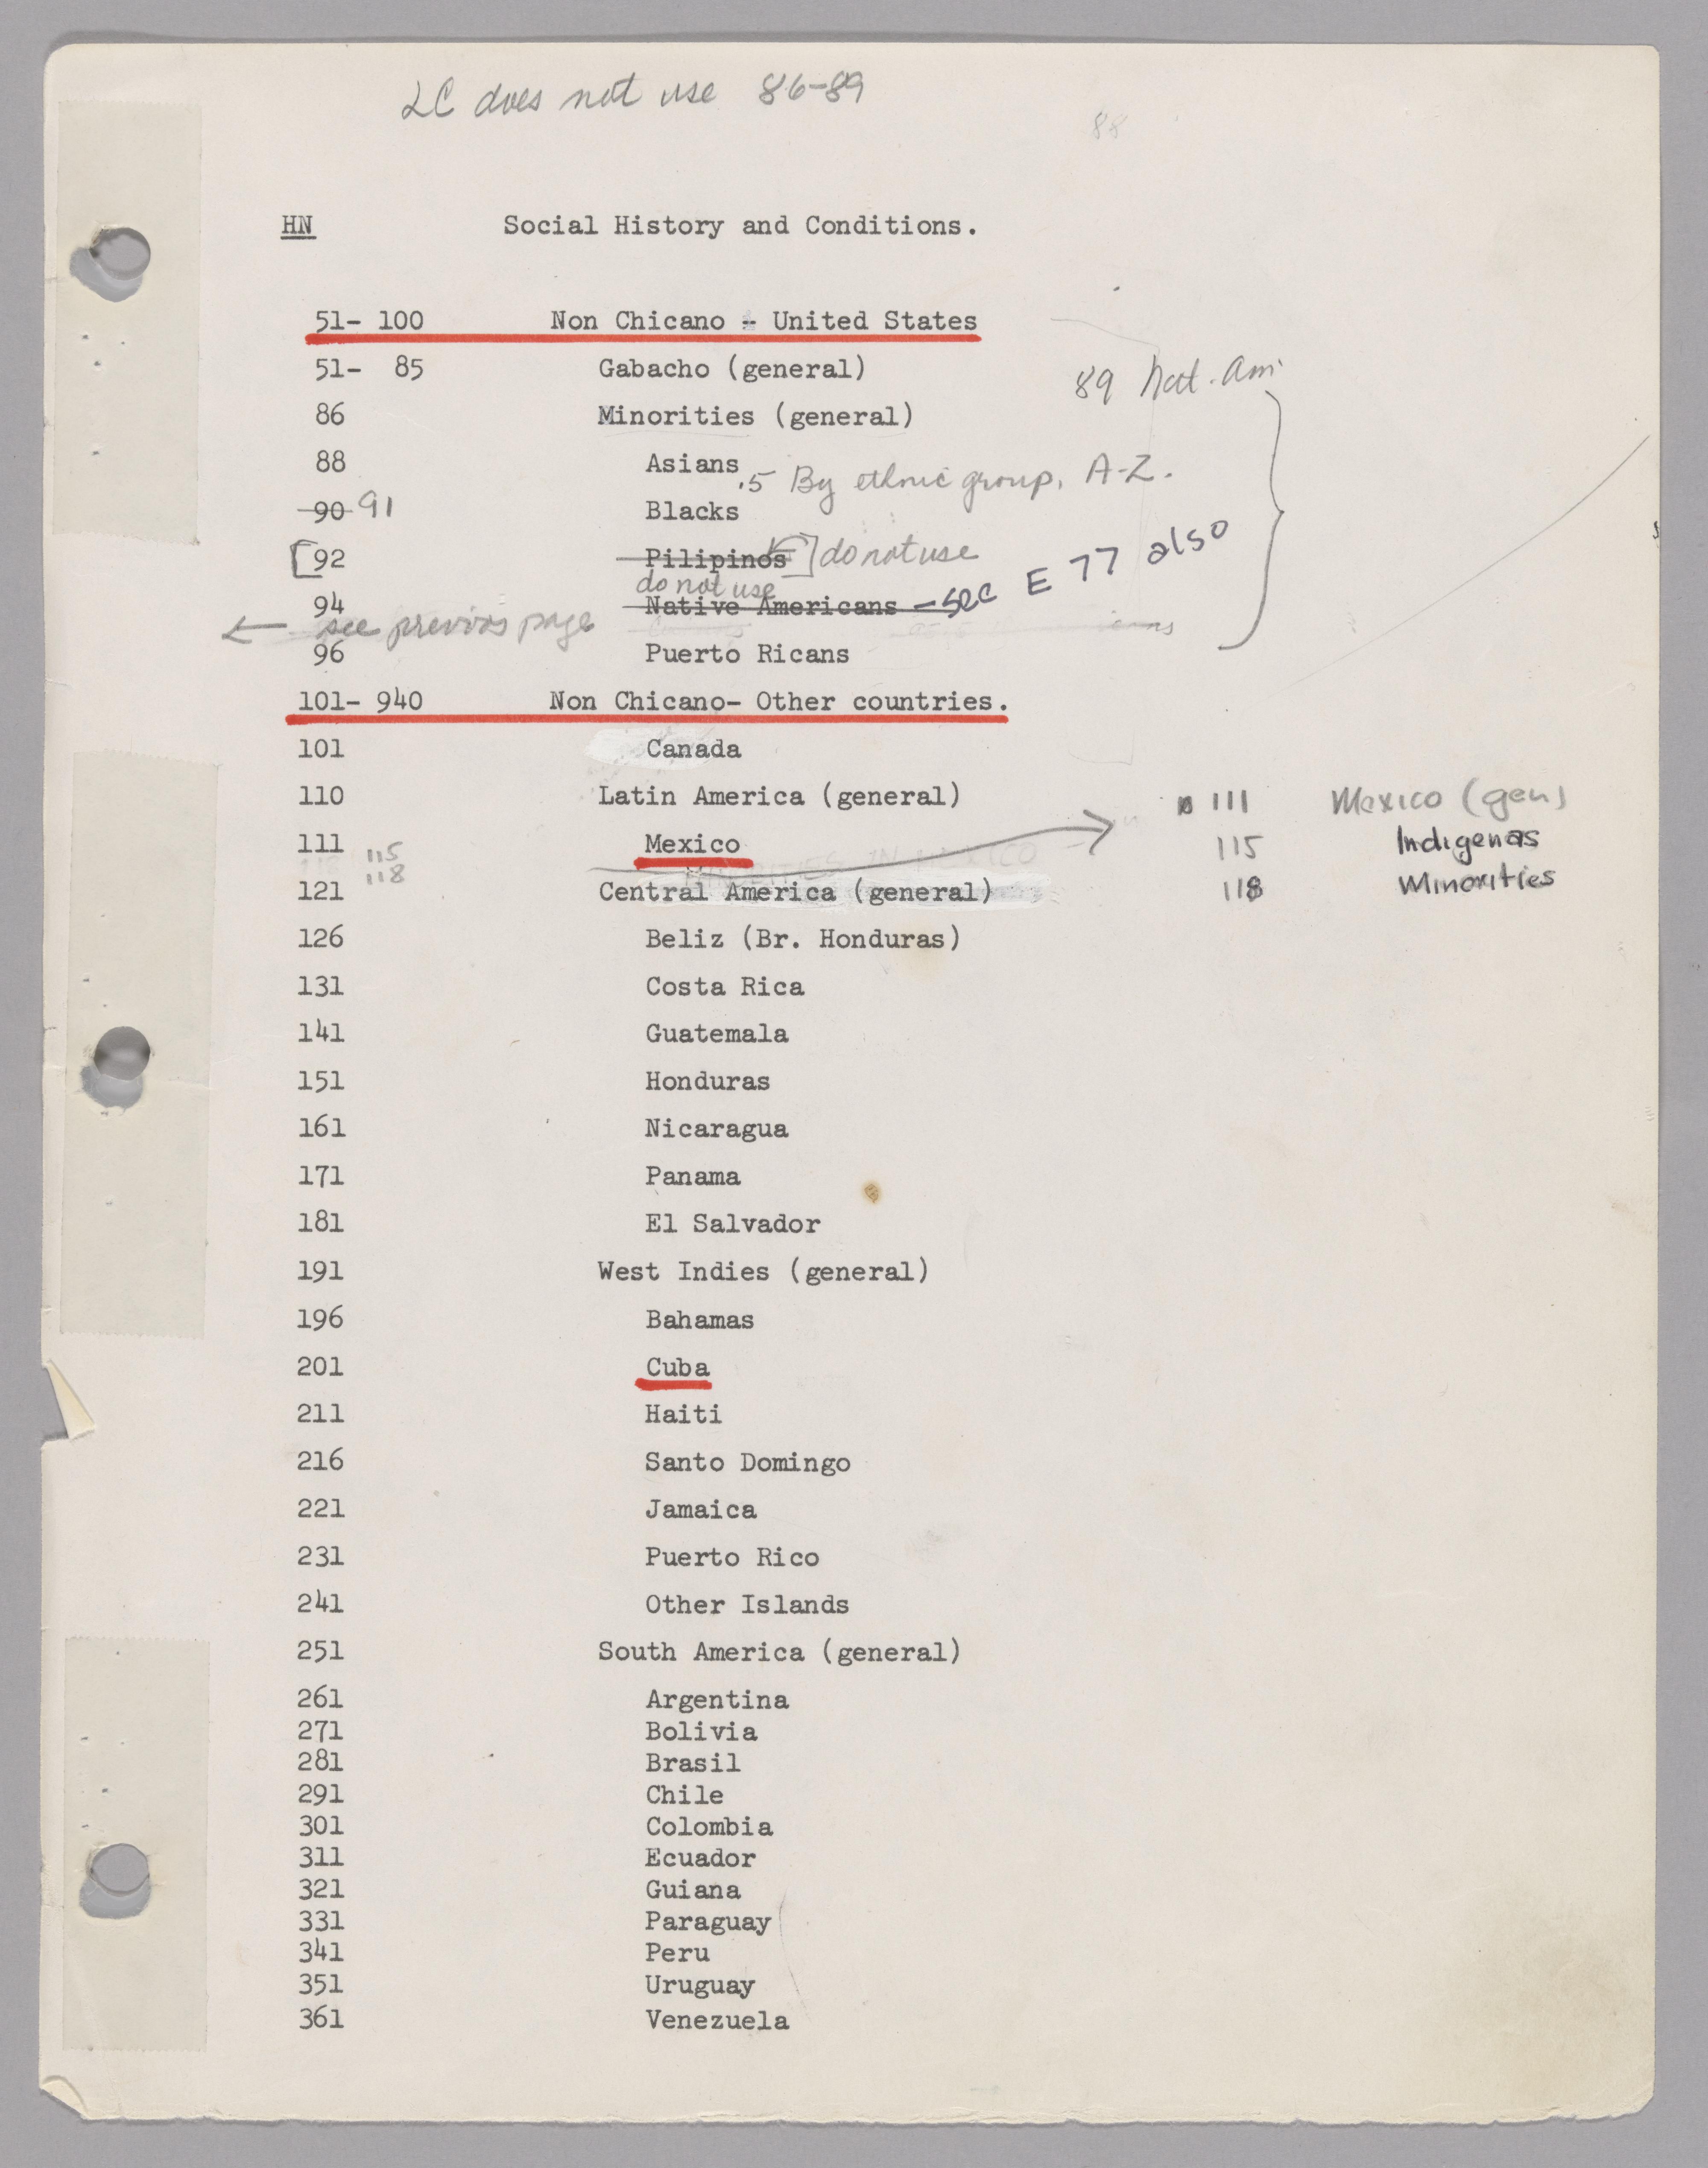 LC does not use 86-89
88
HN Social History and Conditions.
51- 100 Non Chicano - United States
51- 85 Gabacho (general)
89 Nat. Am.
86 Minorities (general)
88 Asians
.5 By ethnic group, A-Z.
90 91 Blacks
[92 Pilipinos] do not use
do not use
94 Native Americans - see E 77 also
← see previos page
96 Puerto Ricans
101- 940 Non Chicano- Other countries.
101 Canada
110 Latin America (general)
111 Mexico (gen)
111 Mexico
115 Indigenas
115
118
118 Minorities
MINORITIES IN MEXICO
121 Central America (general)
126 Beliz (Br. Honduras)
131 Costa Rica
141 Guatemala
151 Honduras
161 Nicaragua
171 Panama
181 El Salvador
191 West Indies (general)
196 Bahamas
201 Cuba
211 Haiti
216 Santo Domingo
221 Jamaica
231 Puerto Rico
241 Other Islands
251 South America (general)
261 Argentina
271 Bolivia
281 Brasil
291 Chile
301 Colombia
311 Ecuador
321 Guiana
331 Paraguay
341 Peru
351 Uruguay
361 Venezuela